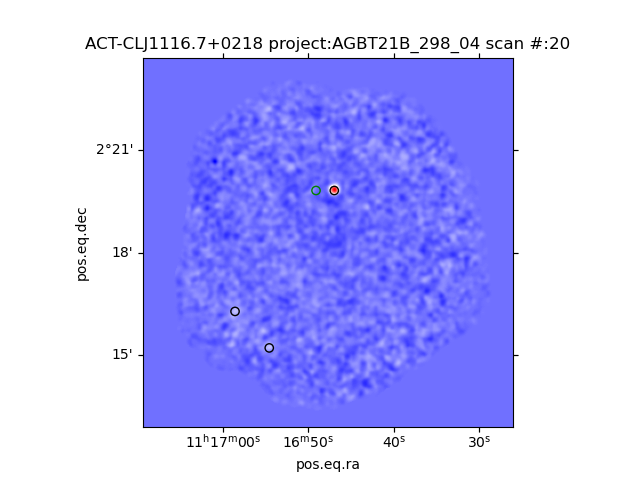 ACT-CLJ1116.7+0218 project:AGBT21B_298_04 scan #:20
2°21'
18'
15'
pos.eq.dec
11ʰ17ᵐ00ˢ 16ᵐ50ˢ 40ˢ 30ˢ
pos.eq.ra